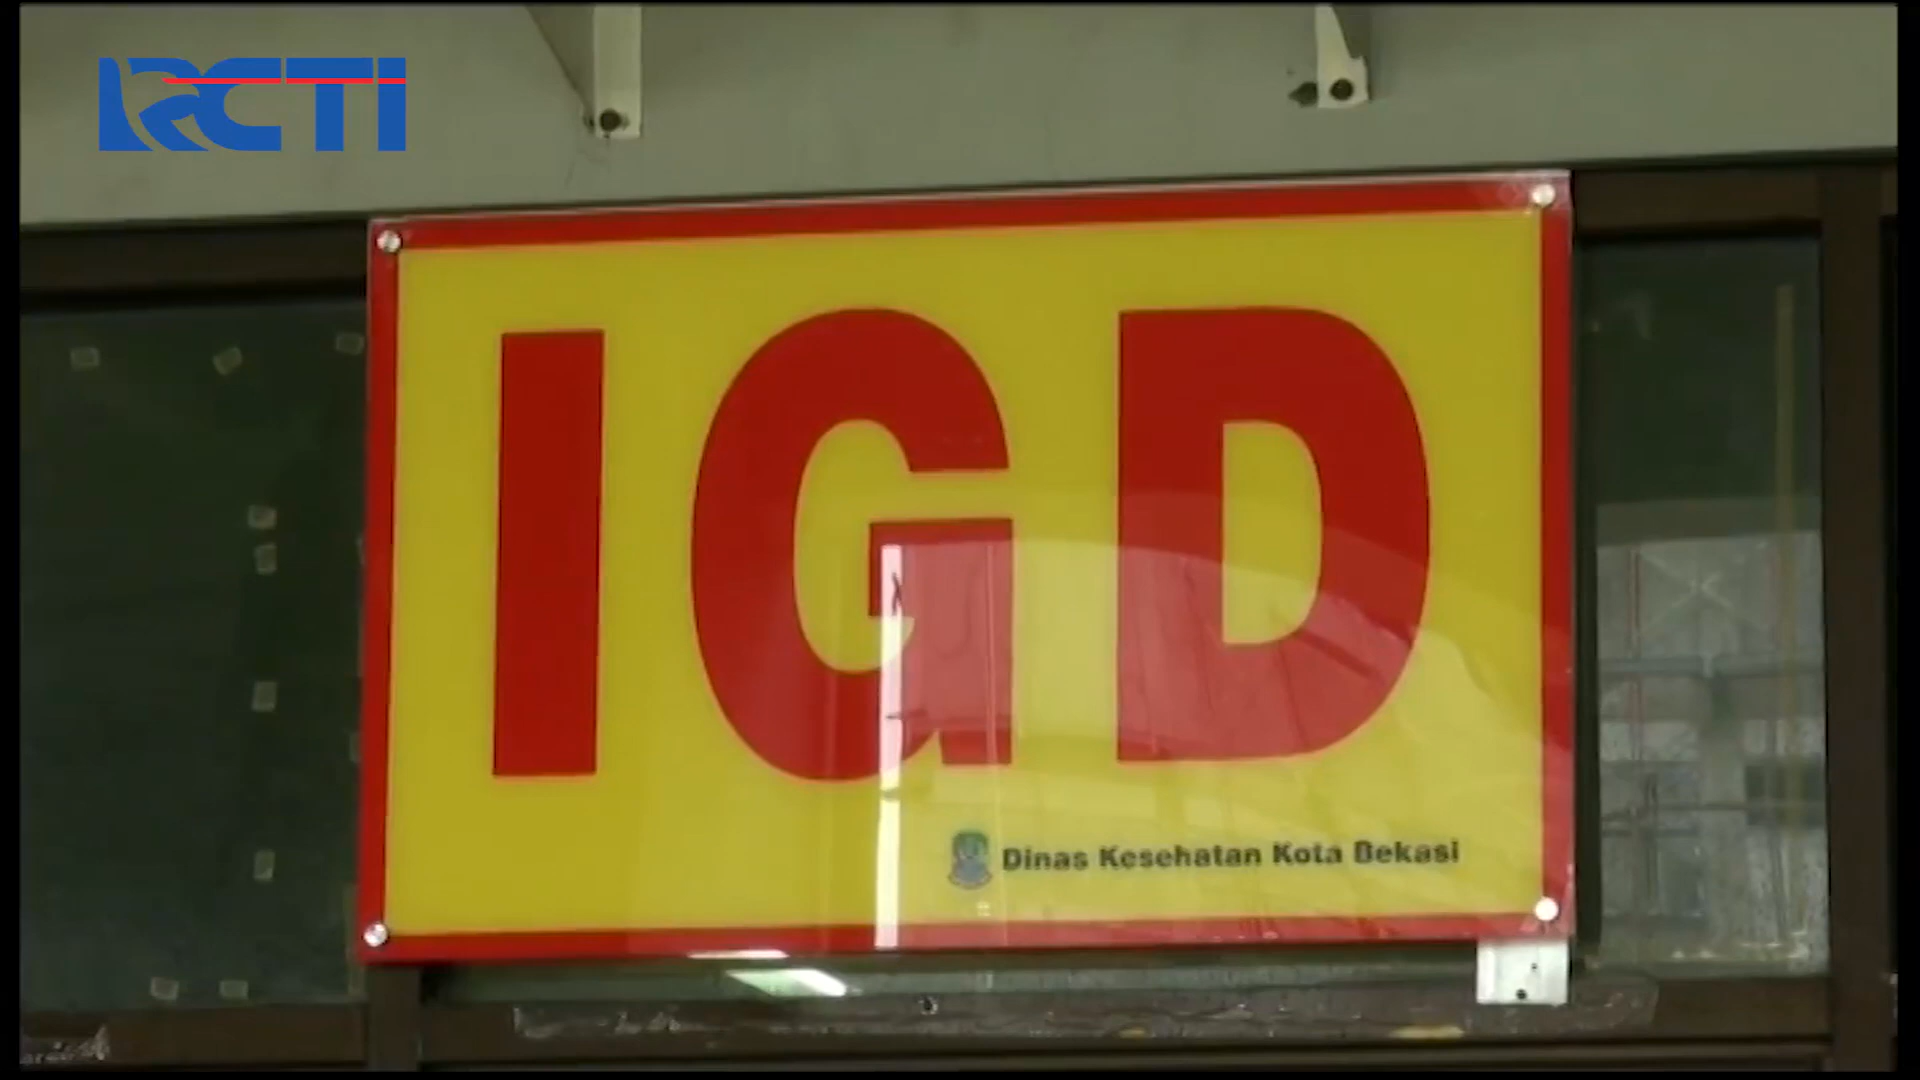 RCTI
IGD
Dinas Kesehatan Kota Bekasi